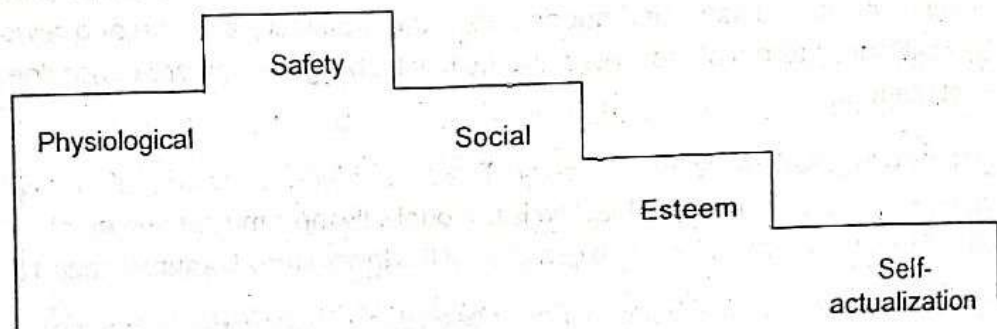 Safety
Physiological
Social
Esteem
Self-
actualization